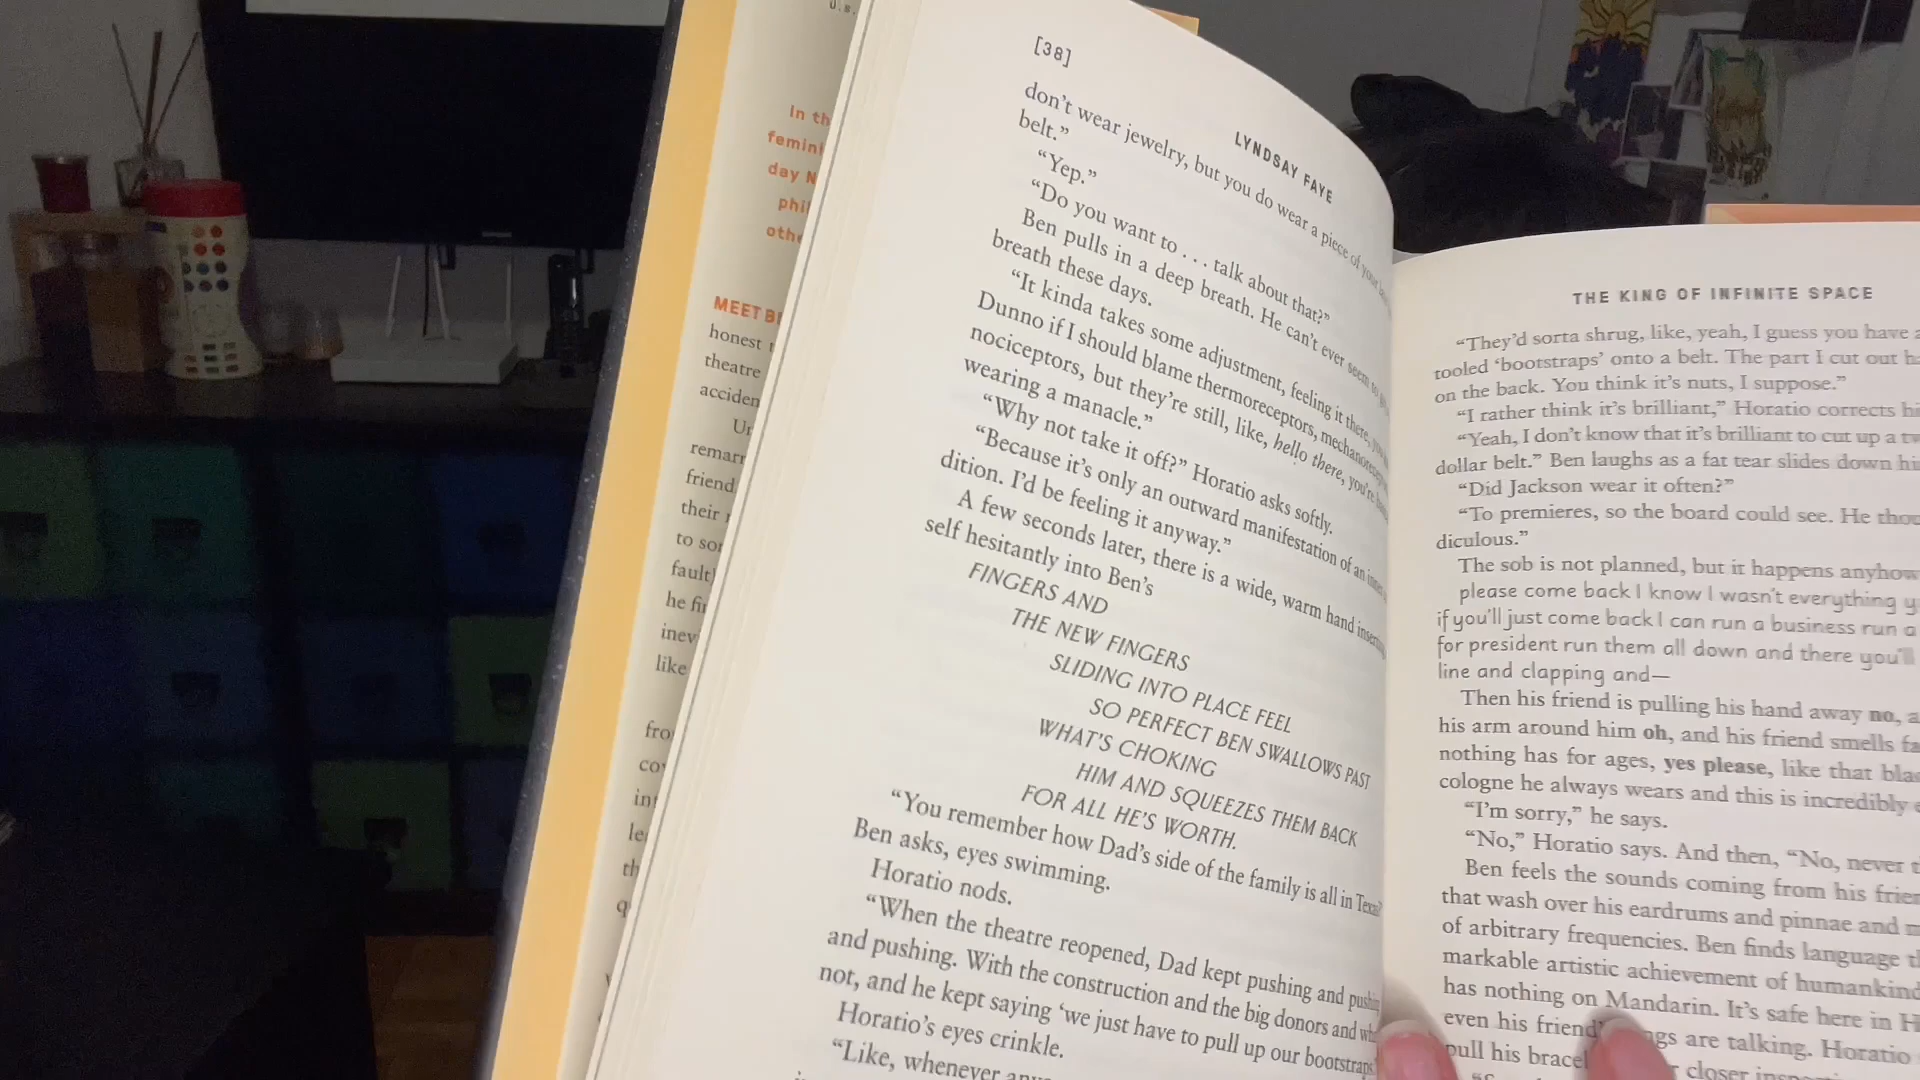 U.S.
In th
femini
day N
phil
othe
MEET B
honest
theatre
acciden
Un
remar
friend
their
to so
fault
he fi
inev
like
fro
co
int
le
th
q
[38]
LYNDSAY FAYE
don't wear jewelry, but you do wear a piece of your
belt.”
“Yep.”
“Do you want to . . . talk about that?”
Ben pulls in a deep breath. He can't ever seem to
breath these days.
“It kinda takes some adjustment, feeling it there,
Dunno if I should blame thermoreceptors,
nociceptors, but they're still, like, hello there, you're
wearing a manacle.”
“Why not take it off?” Horatio asks softly.
“Because it's only an outward manifestation of an
dition. I'd be feeling it anyway.”
A few seconds later, there is a wide, warm hand
self hesitantly into Ben's
FINGERS AND
THE NEW FINGERS
SLIDING INTO PLACE FEEL
SO PERFECT BEN SWALLOWS PAST
WHAT'S CHOKING
HIM AND SQUEEZES THEM BACK
FOR ALL HE'S WORTH.
“You remember how Dad's side of the family is all in Texas?
Ben asks, eyes swimming.
Horatio nods.
“When the theatre reopened, Dad kept pushing and pushing
and pushing. With the construction and the big donors and
not, and he kept saying ‘we just have to pull up our bootstraps
Horatio's eyes crinkle.
“Like, whenever
THE KING OF INFINITE SPACE
“They'd sorta shrug, like, yeah, I guess you have a
tooled ‘bootstraps’ onto a belt. The part I cut out
on the back. You think it's nuts, I suppose.”
“I rather think it's brilliant,” Horatio corrects
“Yeah, I don't know that it's brilliant to cut up a
dollar belt.” Ben laughs as a fat tear slides down
“Did Jackson wear it often?”
“To premieres, so the board could see. He
diculous.”
The sob is not planned, but it happens anyhow
please come back I know I wasn't everything
if you'll just come back I can run a business run a
for president run them all down and there you'll
line and clapping and—
Then his friend is pulling his hand away no,
his arm around him oh, and his friend smells
nothing has for ages, yes please, like that
cologne he always wears and this is incredibly
“I'm sorry,” he says.
“No,” Horatio says. And then, “No, never
Ben feels the sounds coming from his
that wash over his eardrums and pinnae and
of arbitrary frequencies. Ben finds language
markable artistic achievement of humankind
has nothing on Mandarin. It's safe here in
even his friend are talking. Horatio
pull his closer